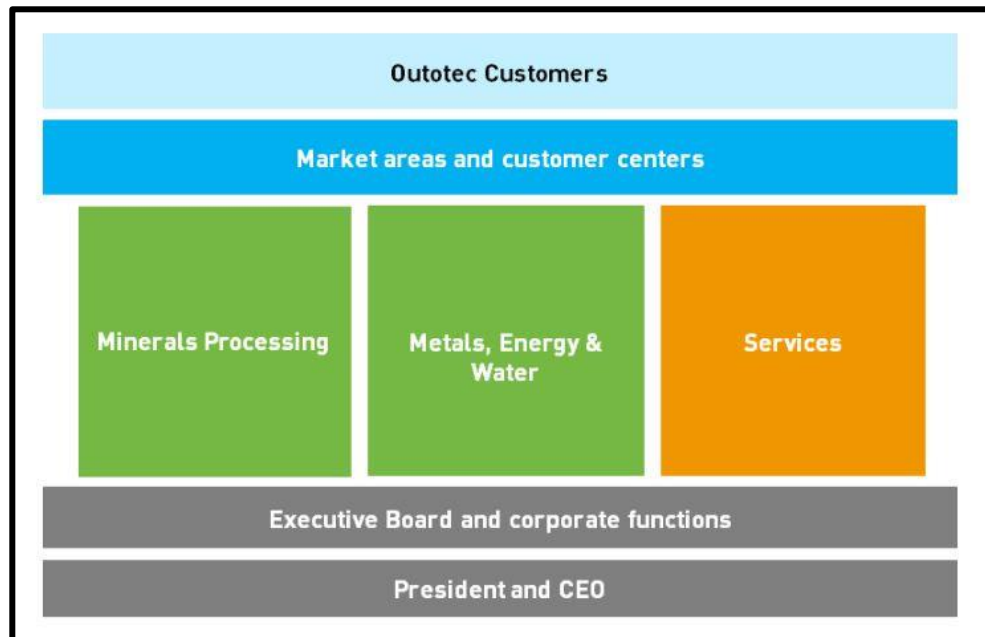 Outotec Customers
Market areas and customer centers
Minerals Processing
Metals, Energy &
Water
Services
Executive Board and corporate functions
President and CEO